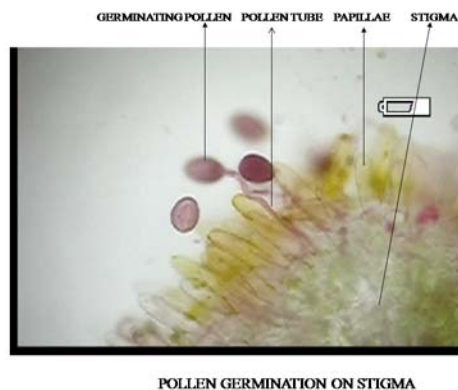 GERMINATING POLLEN POLLEN TUBE PAPILLAE STIGMA
POLLEN GERMINATION ON STIGMA